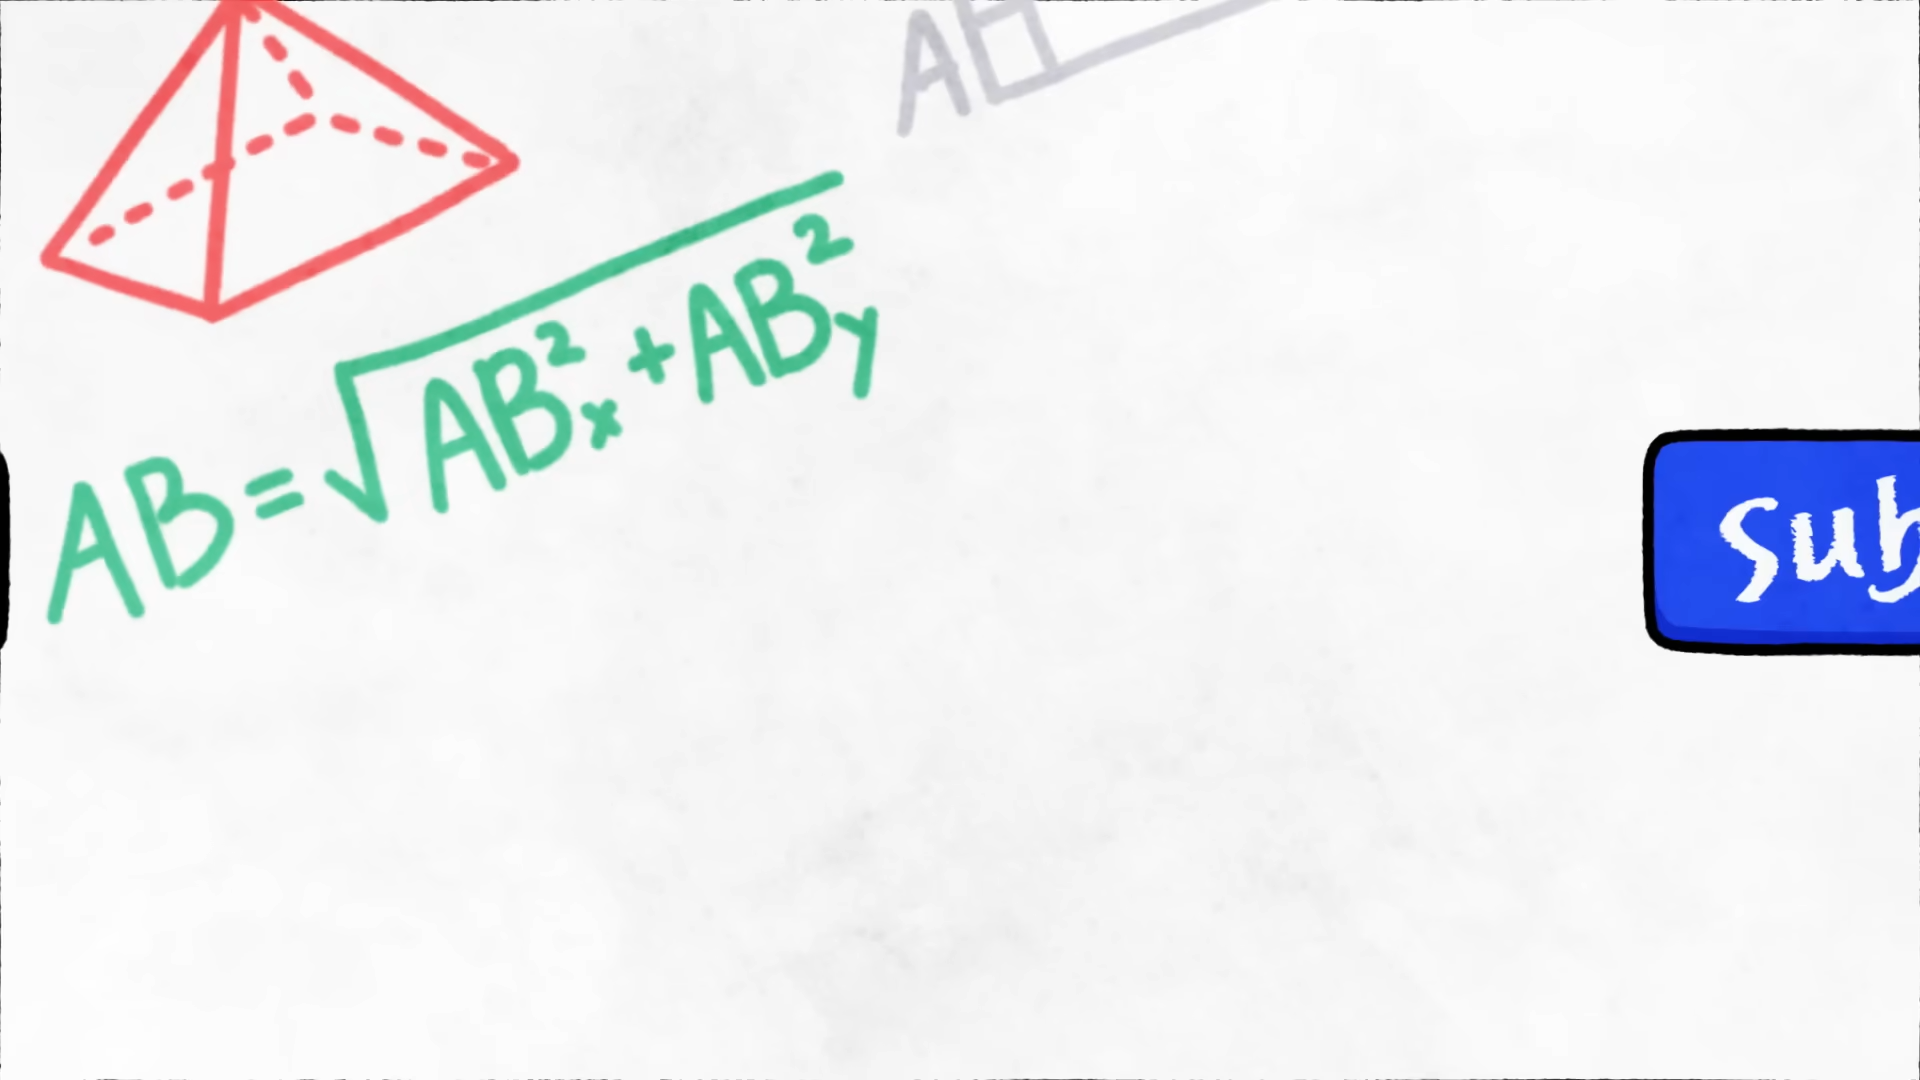 A
AB = √AB²ₓ + AB²ᵧ
sub